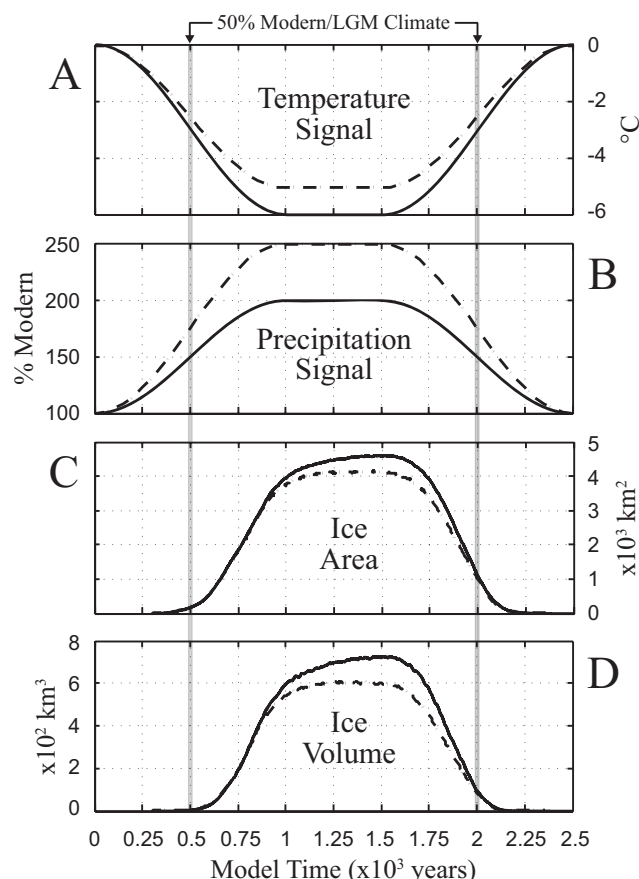 50% Modern/LGM Climate
A
Temperature
Signal
0
-2
-4
-6
°C
250
200
150
100
% Modern
B
Precipitation
Signal
C
Ice
Area
5
4
3
2
1
0
x10³ km²
8
6
4
2
0
x10² km³
D
Ice
Volume
0 0.25 0.5 0.75 1 1.25 1.5 1.75 2 2.25 2.5
Model Time (x10³ years)